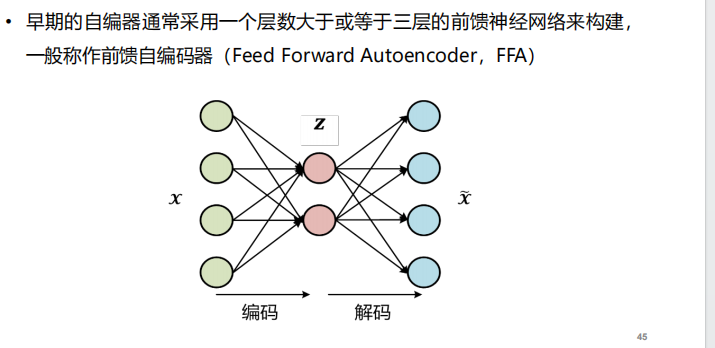 • 早期的自编器通常采用一个层数大于或等于三层的前馈神经网络来构建，
一般称作前馈自编码器（Feed Forward Autoencoder，FFA）
z
x
x̃
编码 解码
45